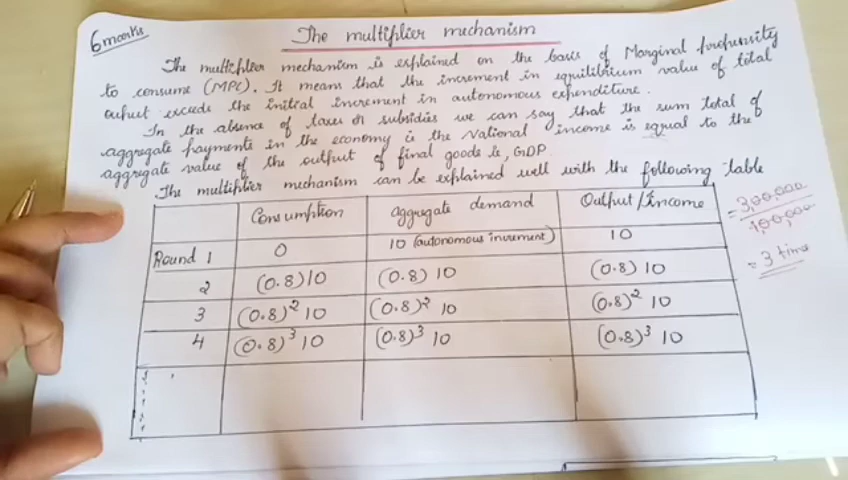 6 marks
The multiplier mechanism
The multiplier mechanism is explained on the basis of Marginal propensity
to consume (MPC). It means that the increment in equilibrium value of total
output exceeds the initial increment in autonomous expenditure.
In the absence of taxes or subsidies we can say that the sum total of
aggregate payments in the economy ie the National income is equal to the
aggregate value of the output of final goods ie, GDP
The multiplier mechanism can be explained well with the following table
Consumption aggregate demand Output/Income
Round 1 0 10 (autonomous increment) 10
2 (0.8) 10 (0.8) 10 (0.8) 10
3 (0.8)² 10 (0.8)² 10 (0.8)² 10
4 (0.8)³ 10 (0.8)³ 10 (0.8)³ 10
= 300,000
1,00,000
= 3 times